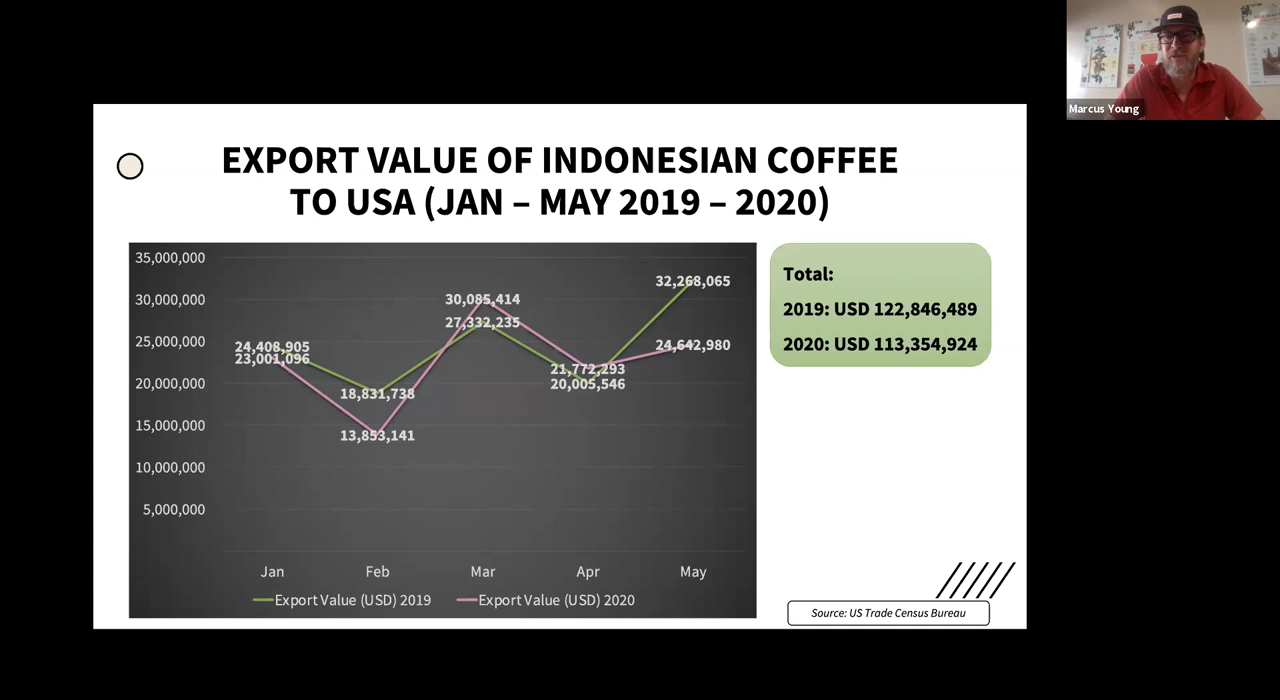 Marcus Young
EXPORT VALUE OF INDONESIAN COFFEE
TO USA (JAN – MAY 2019 – 2020)
35,000,000
30,000,000
25,000,000
20,000,000
15,000,000
10,000,000
5,000,000
24,408,905
23,001,096
18,831,738
13,853,141
30,085,414
27,332,235
21,772,293
20,005,546
32,268,065
24,642,980
Jan Feb Mar Apr May
Export Value (USD) 2019 Export Value (USD) 2020
Total:
2019: USD 122,846,489
2020: USD 113,354,924
Source: US Trade Census Bureau